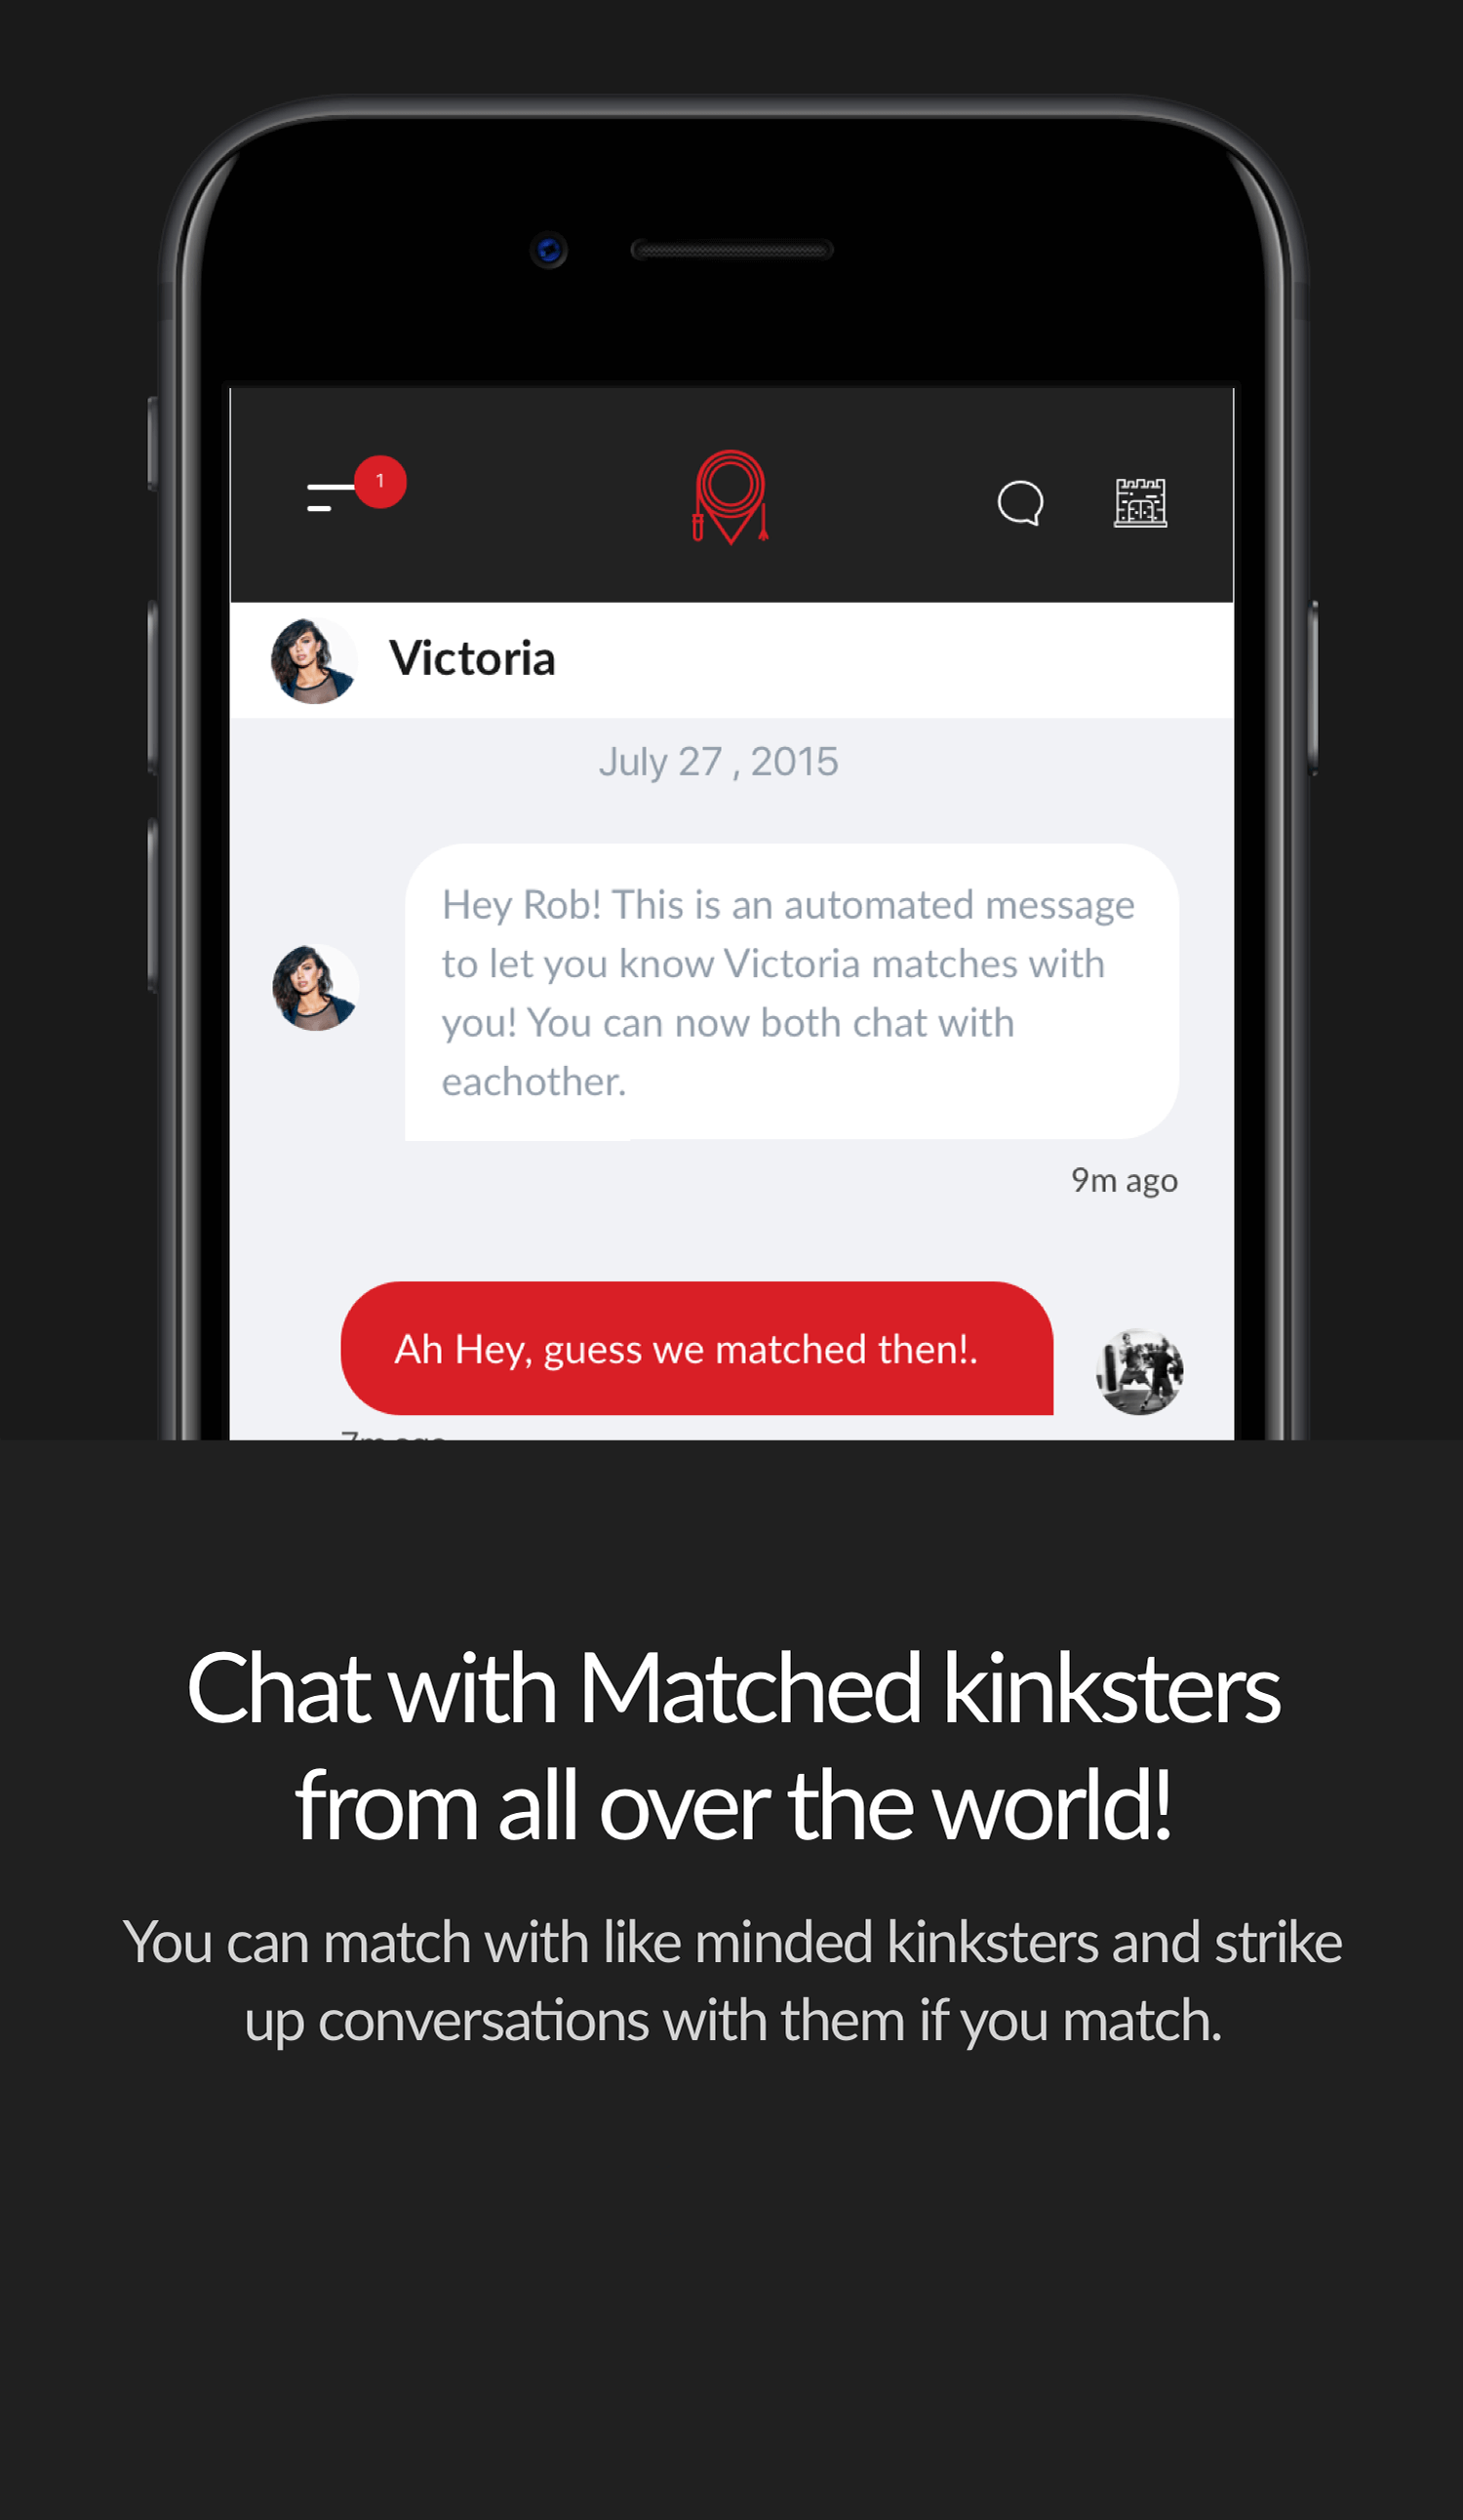 1
Victoria
July 27 , 2015
Hey Rob! This is an automated message
to let you know Victoria matches with
you! You can now both chat with
eachother.
9m ago
Ah Hey, guess we matched then!.
7m ago
Chat with Matched kinksters
from all over the world!
You can match with like minded kinksters and strike
up conversations with them if you match.